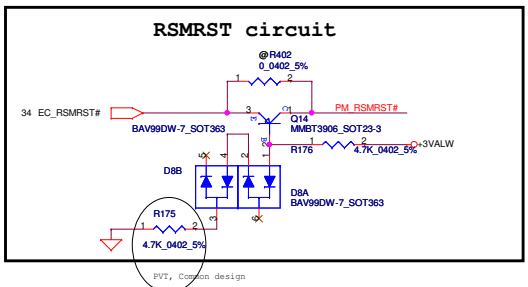 RSMRST circuit
@R402
0_0402_5%
1 2
34 EC_RSMRST#
3 E C 1
PM_RSMRST#
Q14
BAV99DW-7_SOT363
MMBT3906_SOT23-3
B 2
R176
1 2
4.7K_0402_5%
+3VALW
5 4 2 1
D8B
D8A
BAV99DW-7_SOT363
R175
3 6
1 2
4.7K_0402_5%
PVT, Common design